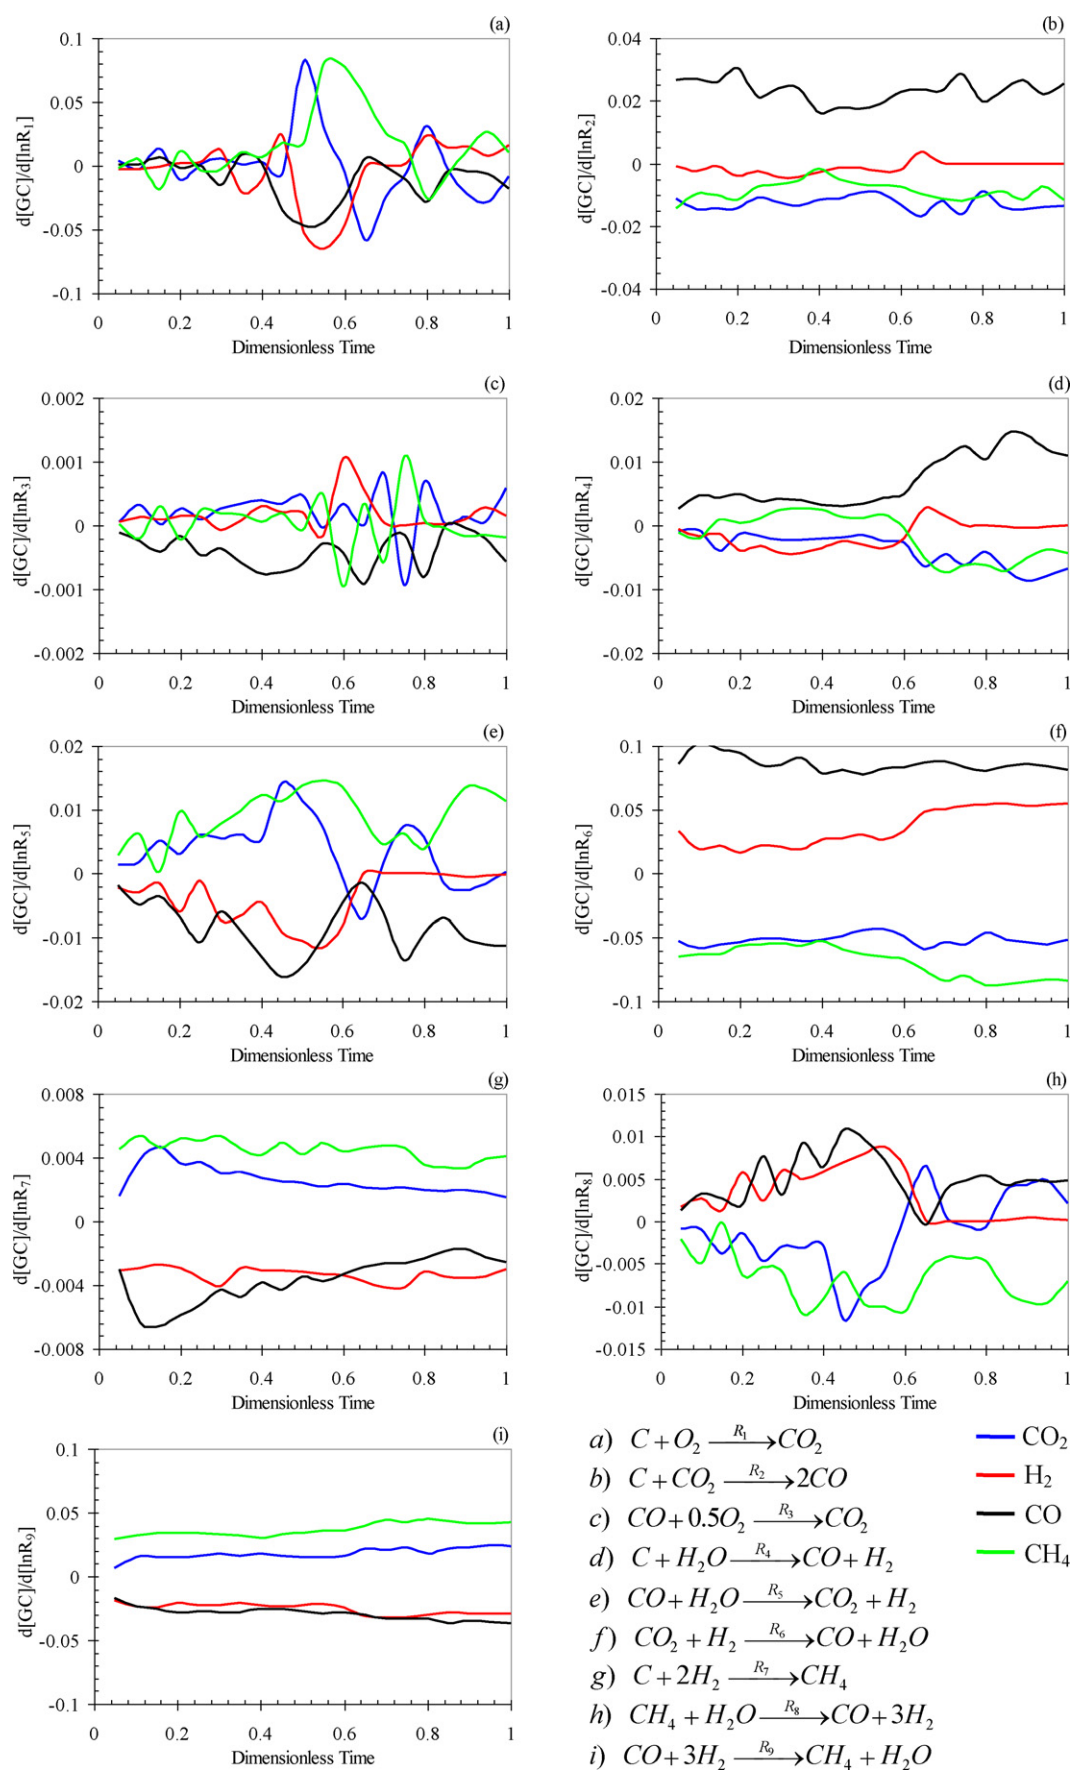 (a)
0.1
0.05
0
-0.05
-0.1
d[GC]/d[lnR1]
0 0.2 0.4 0.6 0.8 1
Dimensionless Time
(b)
0.04
0.02
0
-0.02
-0.04
d[GC]/d[lnR2]
0 0.2 0.4 0.6 0.8 1
Dimensionless Time
(c)
0.002
0.001
0
-0.001
-0.002
d[GC]/d[lnR3]
0 0.2 0.4 0.6 0.8 1
Dimensionless Time
(d)
0.02
0.01
0
-0.01
-0.02
d[GC]/d[lnR4]
0 0.2 0.4 0.6 0.8 1
Dimensionless Time
(e)
0.02
0.01
0
-0.01
-0.02
d[GC]/d[lnR5]
0 0.2 0.4 0.6 0.8 1
Dimensionless Time
(f)
0.1
0.05
0
-0.05
-0.1
d[GC]/d[lnR6]
0 0.2 0.4 0.6 0.8 1
Dimensionless Time
(g)
0.008
0.004
0
-0.004
-0.008
d[GC]/d[lnR7]
0 0.2 0.4 0.6 0.8 1
Dimensionless Time
(h)
0.015
0.01
0.005
0
-0.005
-0.01
-0.015
d[GC]/d[lnR8]
0 0.2 0.4 0.6 0.8 1
Dimensionless Time
(i)
0.1
0.05
0
-0.05
-0.1
d[GC]/d[lnR9]
0 0.2 0.4 0.6 0.8 1
Dimensionless Time
a) C + O2 —R1→ CO2
b) C + CO2 —R2→ 2CO
c) CO + 0.5O2 —R3→ CO2
d) C + H2O —R4→ CO + H2
e) CO + H2O —R5→ CO2 + H2
f) CO2 + H2 —R6→ CO + H2O
g) C + 2H2 —R7→ CH4
h) CH4 + H2O —R8→ CO + 3H2
i) CO + 3H2 —R9→ CH4 + H2O
CO2
H2
CO
CH4